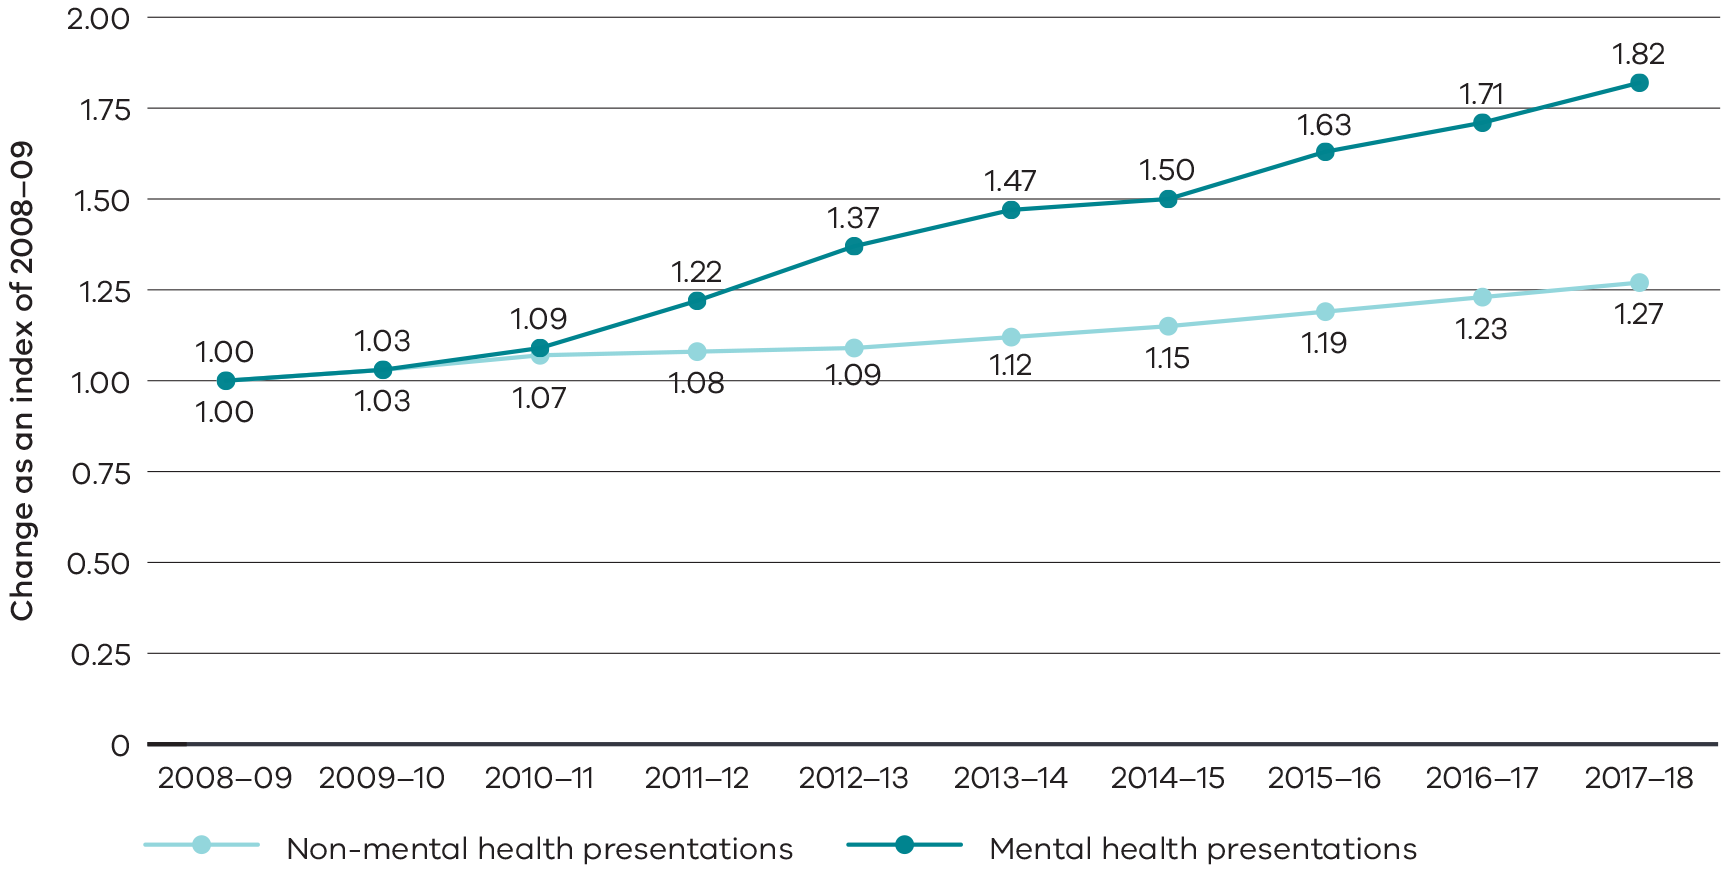 Change as an index of 2008–09
2.00
1.75
1.50
1.25
1.00
0.75
0.50
0.25
0
1.00 1.03 1.09 1.22 1.37 1.47 1.50 1.63 1.71 1.82
1.00 1.03 1.07 1.08 1.09 1.12 1.15 1.19 1.23 1.27
2008–09 2009–10 2010–11 2011–12 2012–13 2013–14 2014–15 2015–16 2016–17 2017–18
Non-mental health presentations Mental health presentations